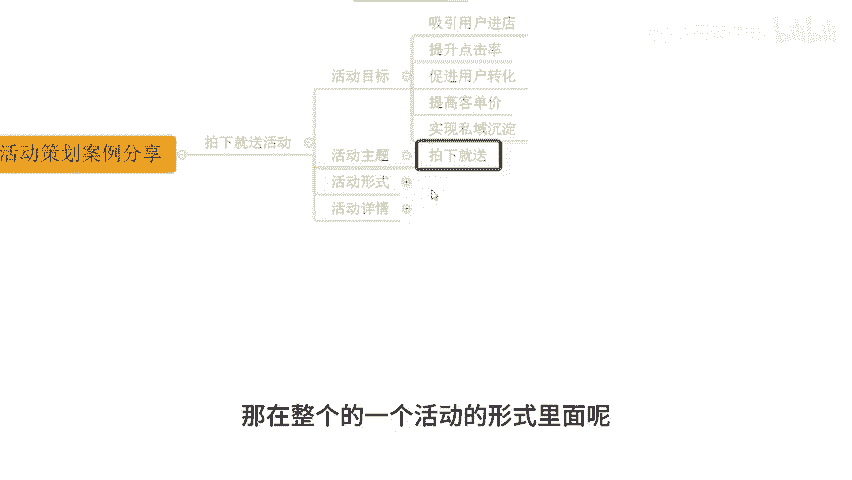 吸引用户进店
提升点击率
活动目标
促进用户转化
提高客单价
活动策划案例分享
拍下就送活动
实现私域沉淀
活动主题
拍下就送
活动形式
活动详情
那在整个的一个活动的形式里面呢